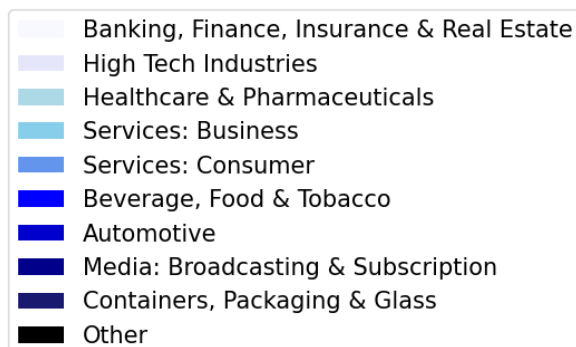 Banking, Finance, Insurance & Real Estate
High Tech Industries
Healthcare & Pharmaceuticals
Services: Business
Services: Consumer
Beverage, Food & Tobacco
Automotive
Media: Broadcasting & Subscription
Containers, Packaging & Glass
Other